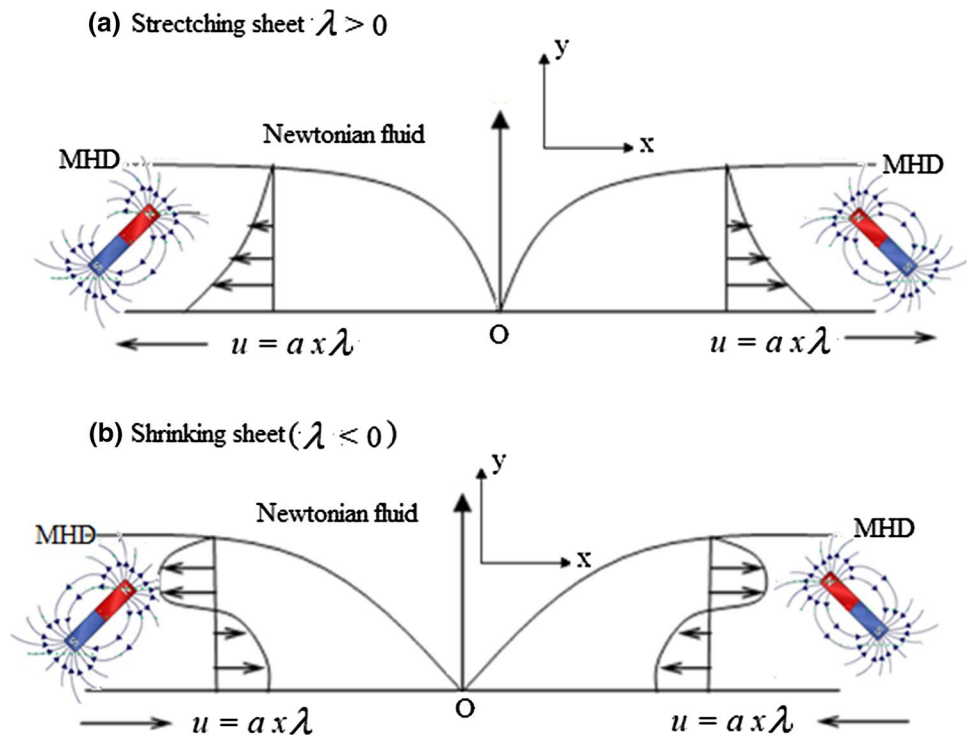 (a) Strectching sheet λ > 0
y
x
Newtonian fluid
MHD
MHD
N
S
N
S
O
u = a x λ
u = a x λ
(b) Shrinking sheet (λ < 0)
y
x
Newtonian fluid
MHD
MHD
N
S
N
S
O
u = a x λ
u = a x λ